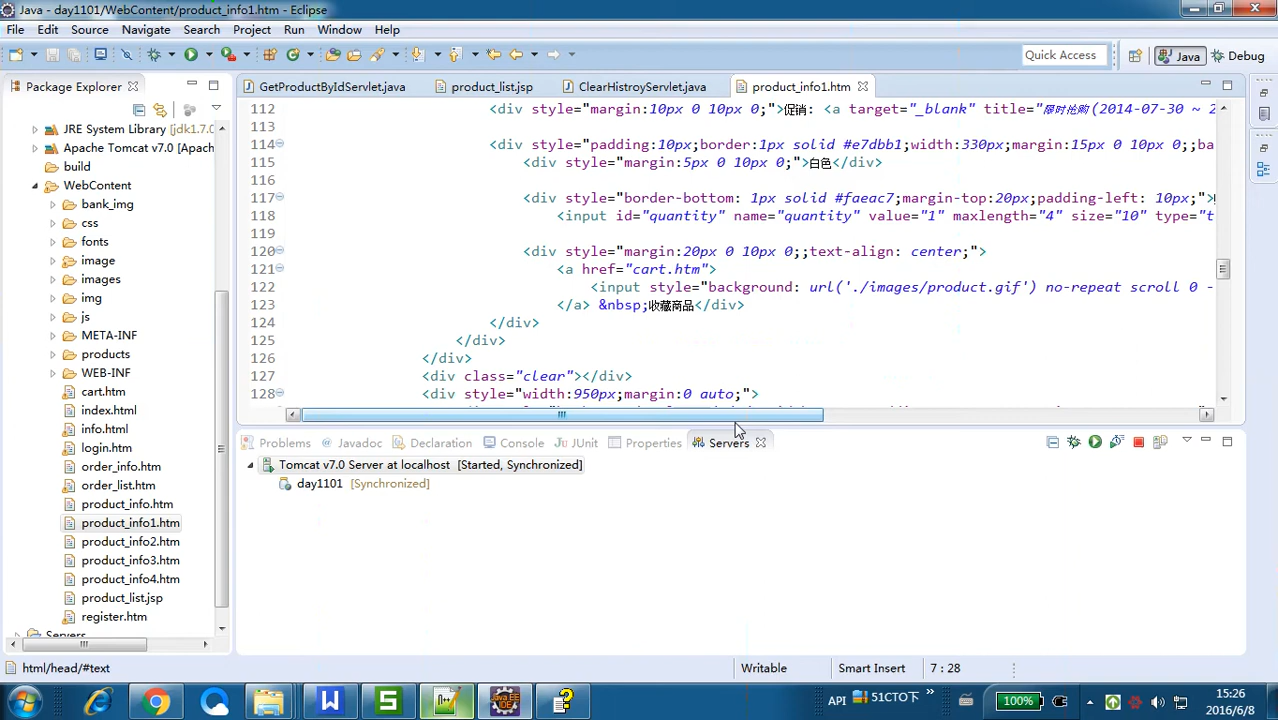 Java - day1101/WebContent/product_info1.htm - Eclipse
File Edit Source Navigate Search Project Run Window Help
Quick Access
Java
Debug
Package Explorer
GetProductByIdServlet.java
product_list.jsp
ClearHistroyServlet.java
product_info1.htm
JRE System Library [jdk1.7.0
Apache Tomcat v7.0 [Apach
build
WebContent
bank_img
css
fonts
image
images
img
js
META-INF
products
WEB-INF
cart.htm
index.html
info.html
login.htm
order_info.htm
order_list.htm
product_info.htm
product_info1.htm
product_info2.htm
product_info3.htm
product_info4.htm
product_list.jsp
register.htm
Servers
112 <div style="margin:10px 0 10px 0;">促销: <a target="_blank" title="限时抢购(2014-07-30 ~ 2
113
114 <div style="padding:10px;border:1px solid #e7dbb1;width:330px;margin:15px 0 10px 0;;ba
115 <div style="margin:5px 0 10px 0;">白色</div>
116
117 <div style="border-bottom: 1px solid #faeac7;margin-top:20px;padding-left: 10px;">
118 <input id="quantity" name="quantity" value="1" maxlength="4" size="10" type="t
119
120 <div style="margin:20px 0 10px 0;;text-align: center;">
121 <a href="cart.htm">
122 <input style="background: url('./images/product.gif') no-repeat scroll 0 -
123 </a> &nbsp;收藏商品</div>
124 </div>
125 </div>
126 </div>
127 <div class="clear"></div>
128 <div style="width:950px;margin:0 auto;">
Problems
Javadoc
Declaration
Console
JUnit
Properties
Servers
Tomcat v7.0 Server at localhost [Started, Synchronized]
day1101 [Synchronized]
html/head/#text
Writable
Smart Insert
7 : 28
API
51CTO下
100%
15:26
2016/6/8